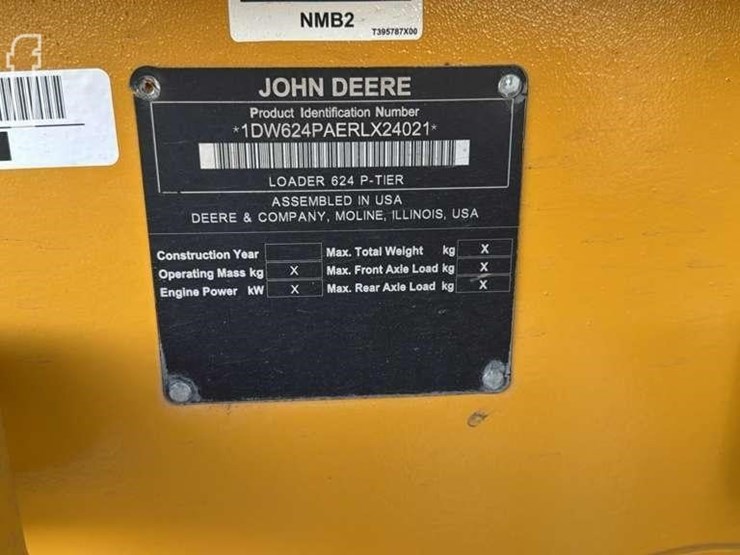 NMB2
T395787X00
JOHN DEERE
Product Identification Number
*1DW624PAERLX24021*
LOADER 624 P-TIER
ASSEMBLED IN USA
DEERE & COMPANY, MOLINE, ILLINOIS, USA
Construction Year
Operating Mass kg X
Engine Power kW X
Max. Total Weight kg X
Max. Front Axle Load kg X
Max. Rear Axle Load kg X